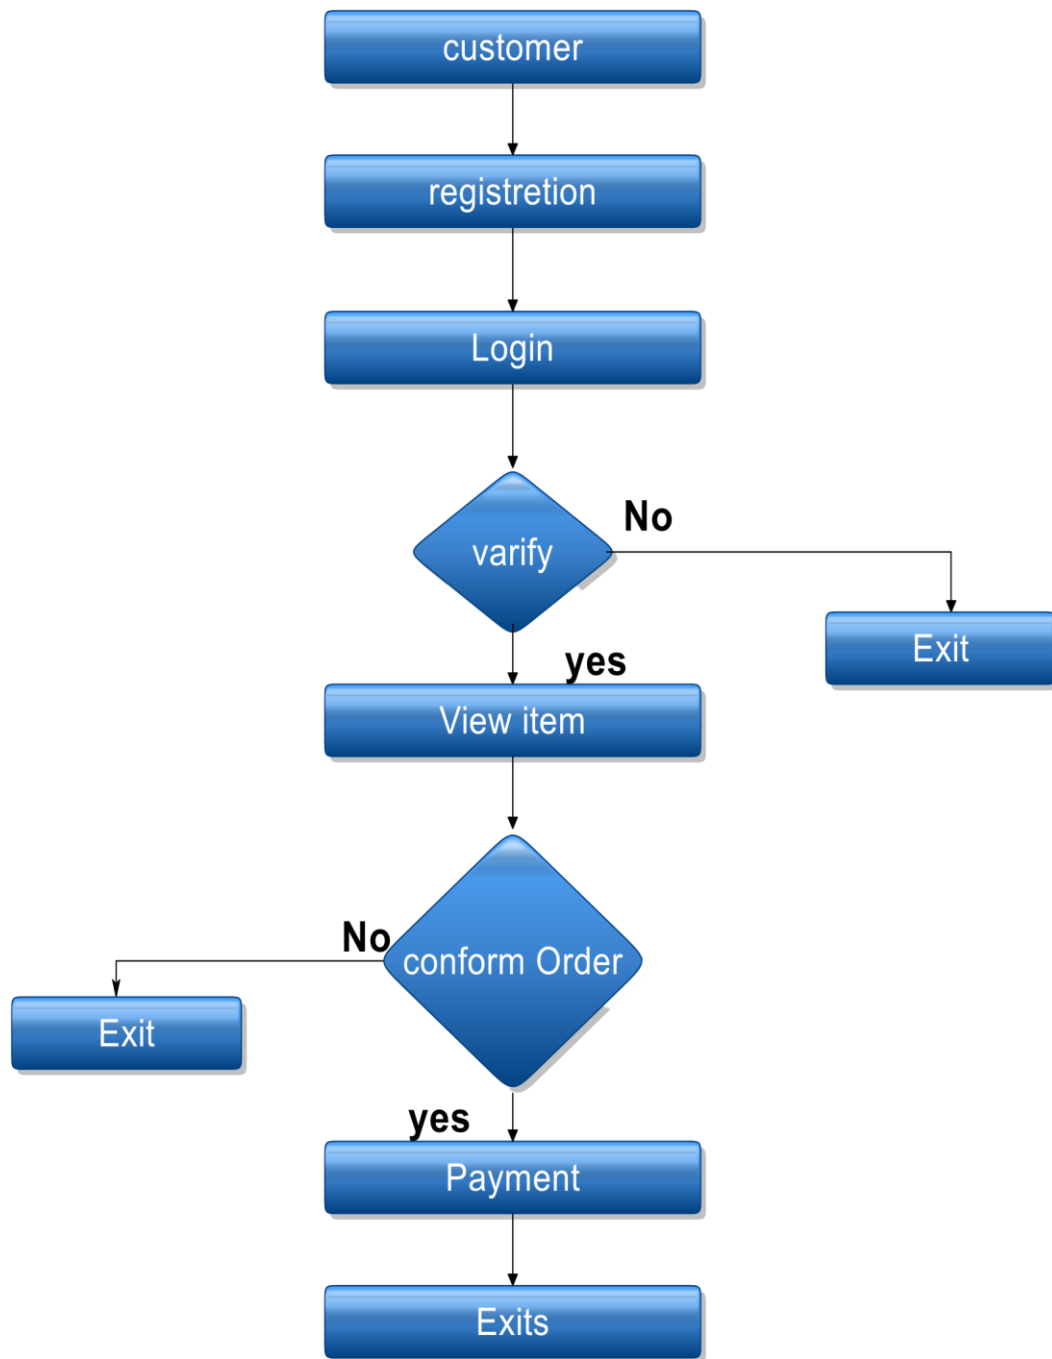 customer
registretion
Login
varify
No
Exit
yes
View item
No
conform Order
Exit
yes
Payment
Exits